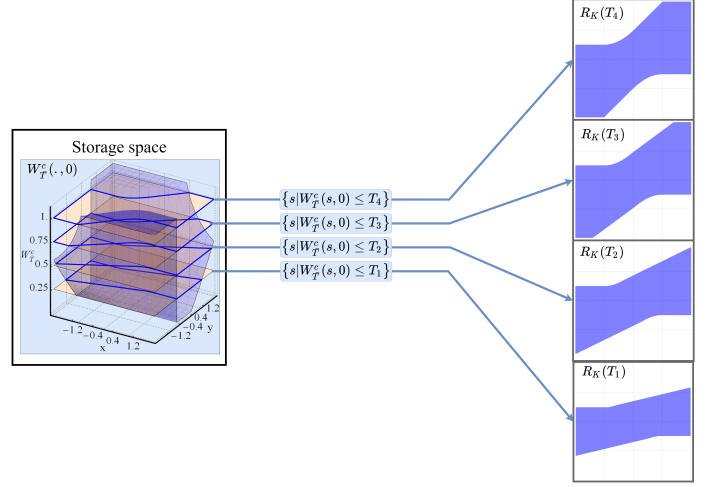 Storage space
W_T^c(., 0)
1.
0.75
W_T^c
0.5
0.25
−1.2 −0.4 0.4 1.2
x
−1.2 −0.4 0.4 1.2
y
{s|W_T^c(s, 0) ≤ T_4}
{s|W_T^c(s, 0) ≤ T_3}
{s|W_T^c(s, 0) ≤ T_2}
{s|W_T^c(s, 0) ≤ T_1}
R_K(T_4)
R_K(T_3)
R_K(T_2)
R_K(T_1)